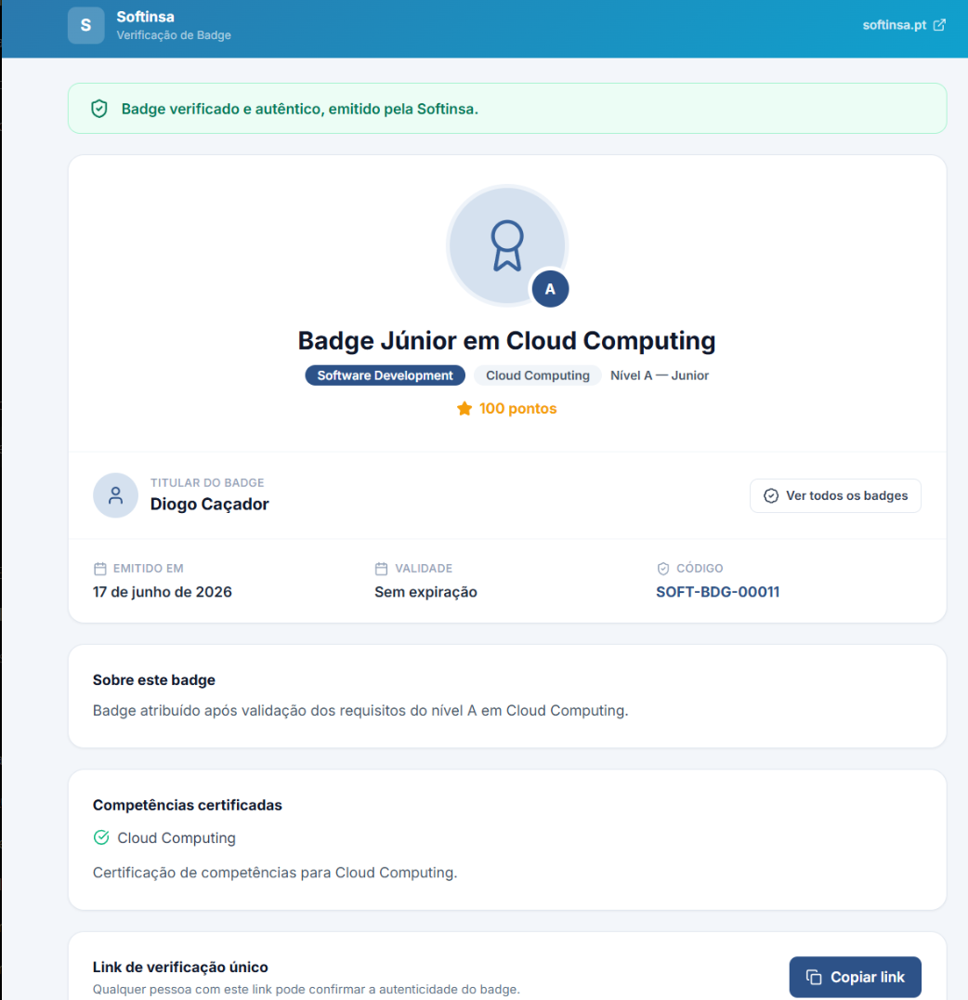 S
Softinsa
Verificação de Badge
softinsa.pt
Badge verificado e autêntico, emitido pela Softinsa.
A
Badge Júnior em Cloud Computing
Software Development Cloud Computing Nível A — Junior
100 pontos
TITULAR DO BADGE
Diogo Caçador
Ver todos os badges
EMITIDO EM VALIDADE CÓDIGO
17 de junho de 2026 Sem expiração SOFT-BDG-00011
Sobre este badge
Badge atribuído após validação dos requisitos do nível A em Cloud Computing.
Competências certificadas
Cloud Computing
Certificação de competências para Cloud Computing.
Link de verificação único
Qualquer pessoa com este link pode confirmar a autenticidade do badge.
Copiar link